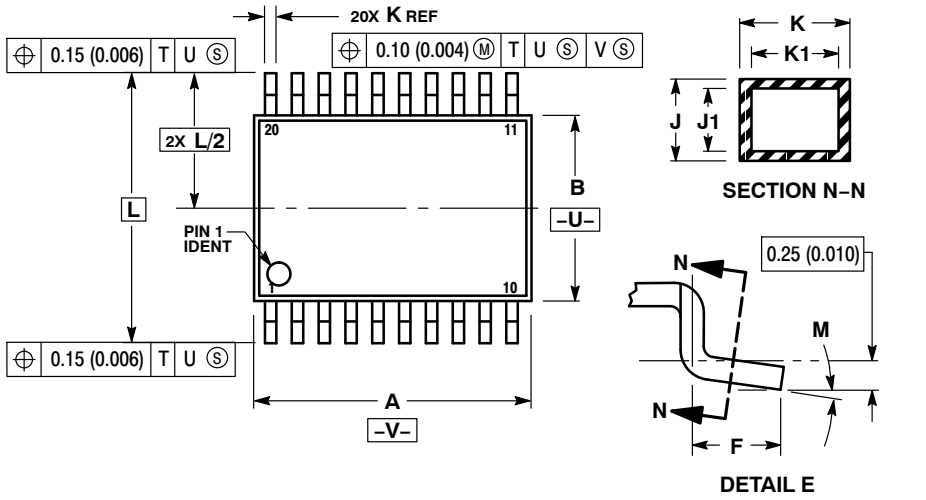 20X K REF
⌖ 0.15 (0.006) T U Ⓢ
⌖ 0.10 (0.004) Ⓜ T U Ⓢ V Ⓢ
K
K1
J
J1
SECTION N–N
2X L/2
20
11
L
B
–U–
PIN 1
IDENT
1
10
⌖ 0.15 (0.006) T U Ⓢ
A
–V–
0.25 (0.010)
N
M
N
F
DETAIL E